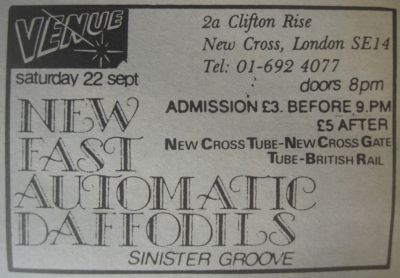 VENUE
saturday 22 sept
2a Clifton Rise
New Cross, London SE14
Tel: 01-692 4077
doors 8pm
ADMISSION £3. BEFORE 9.PM
£5 AFTER
NEW CROSS TUBE-NEW CROSS GATE
TUBE-BRITISH RAIL
NEW
FAST
AUTOMATIC
DAFFODILS
SINISTER GROOVE